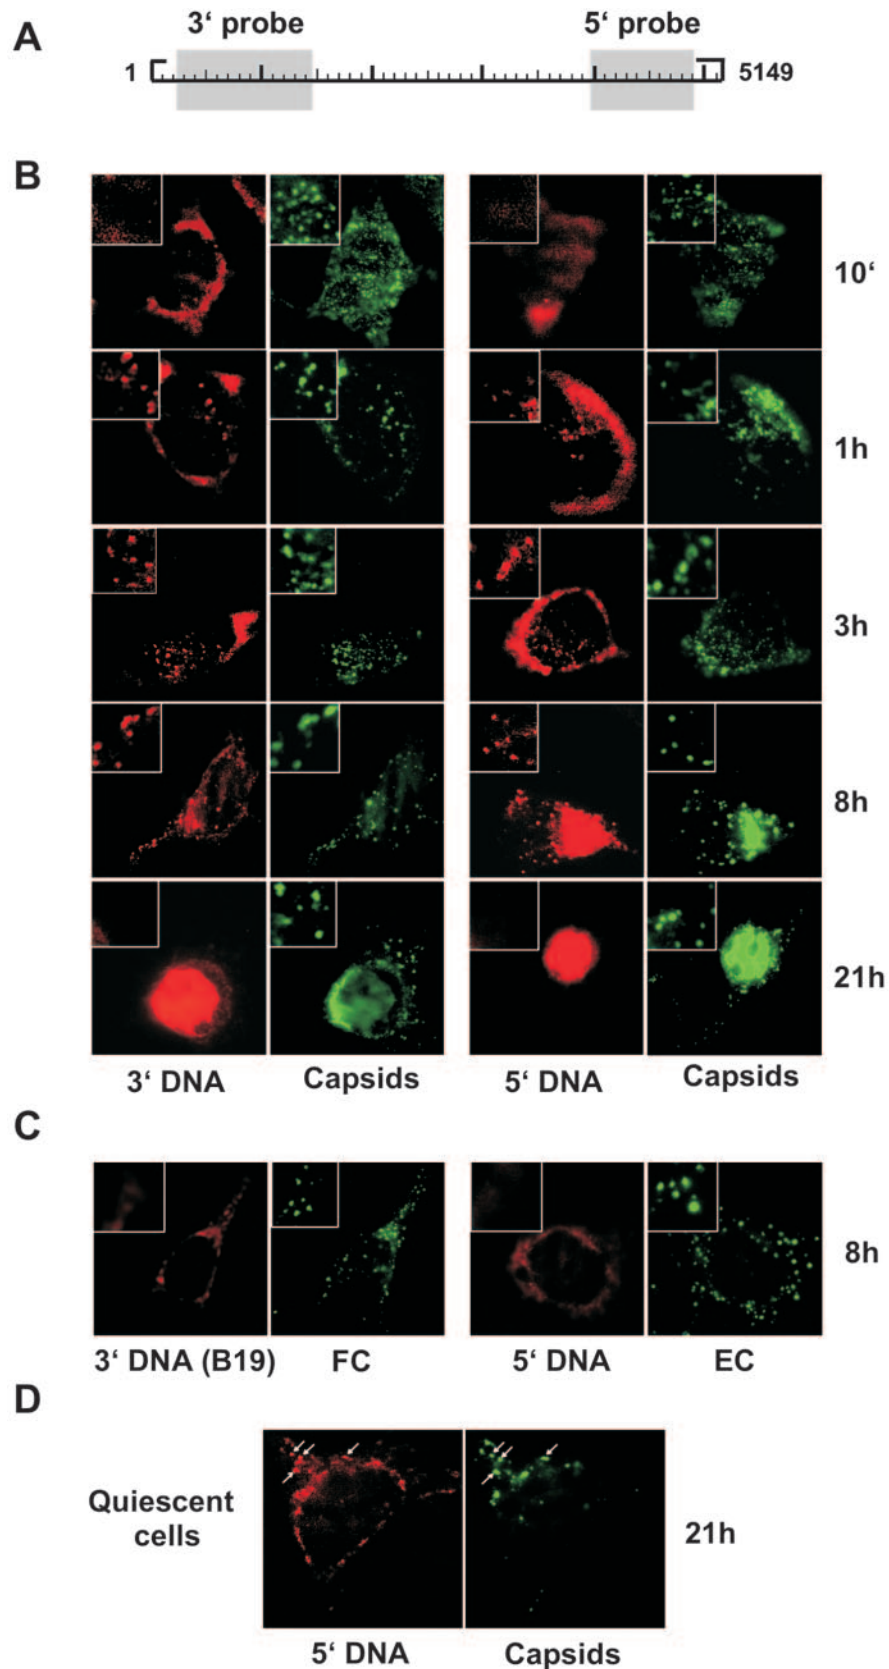 A
3‘ probe 5‘ probe
1 5149
B
10‘
1h
3h
8h
21h
3‘ DNA Capsids 5‘ DNA Capsids
C
8h
3‘ DNA (B19) FC 5‘ DNA EC
D
Quiescent
cells
21h
5‘ DNA Capsids